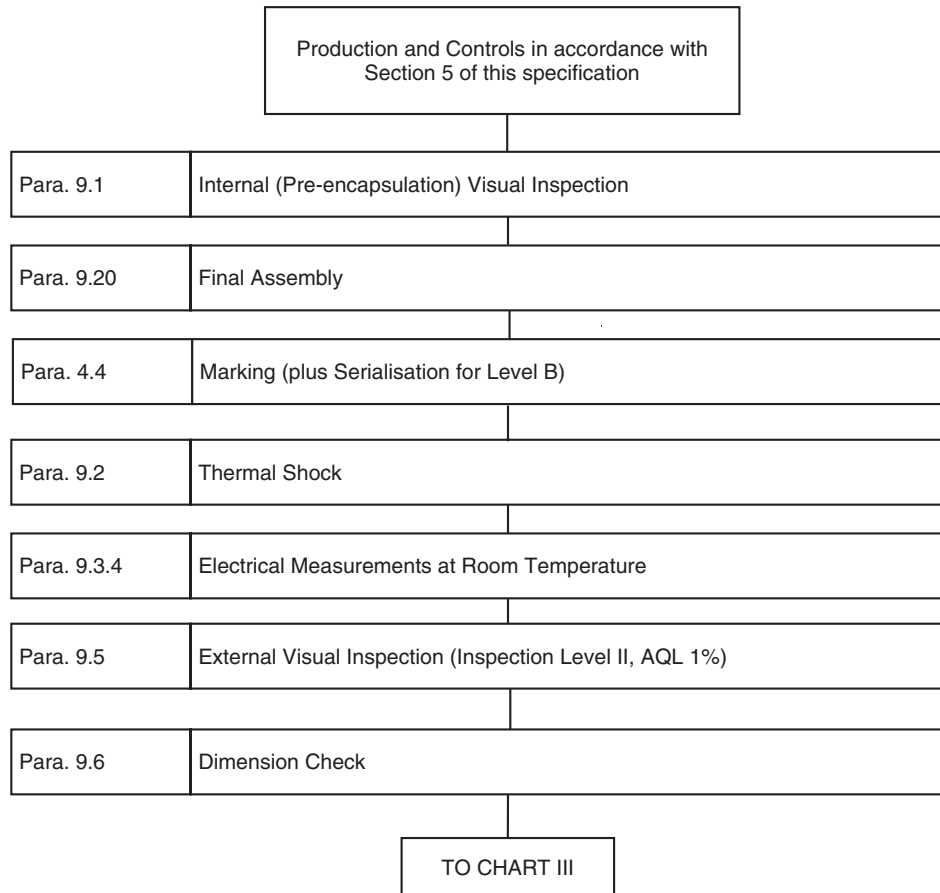 Production and Controls in accordance with
Section 5 of this specification
Para. 9.1 Internal (Pre-encapsulation) Visual Inspection
Para. 9.20 Final Assembly
Para. 4.4 Marking (plus Serialisation for Level B)
Para. 9.2 Thermal Shock
Para. 9.3.4 Electrical Measurements at Room Temperature
Para. 9.5 External Visual Inspection (Inspection Level II, AQL 1%)
Para. 9.6 Dimension Check
TO CHART III